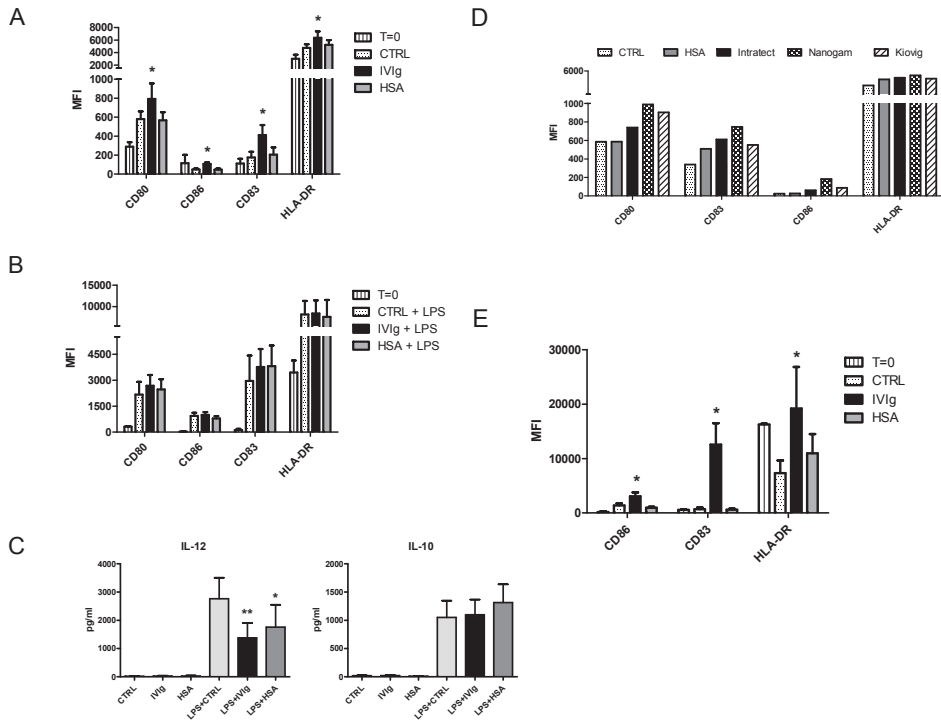 A
MFI
8000
6000
4000
2000
1000
800
600
400
200
0
*
*
*
*
CD80
CD86
CD83
HLA-DR
T=0
CTRL
IVIg
HSA
B
MFI
15000
10000
5000
4500
3000
1500
0
CD80
CD86
CD83
HLA-DR
T=0
CTRL + LPS
IVIg + LPS
HSA + LPS
C
IL-12
pg/ml
4000
3000
2000
1000
0
**
*
CTRL
IVIg
HSA
LPS+CTRL
LPS+IVIg
LPS+HSA
IL-10
pg/ml
2000
1500
1000
500
0
CTRL
IVIg
HSA
LPS+CTRL
LPS+IVIg
LPS+HSA
D
CTRL HSA Intratect Nanogam Kiovig
MFI
6000
1000
800
600
400
200
0
CD80
CD83
CD86
HLA-DR
E
MFI
30000
20000
10000
0
*
*
*
CD86
CD83
HLA-DR
T=0
CTRL
IVIg
HSA